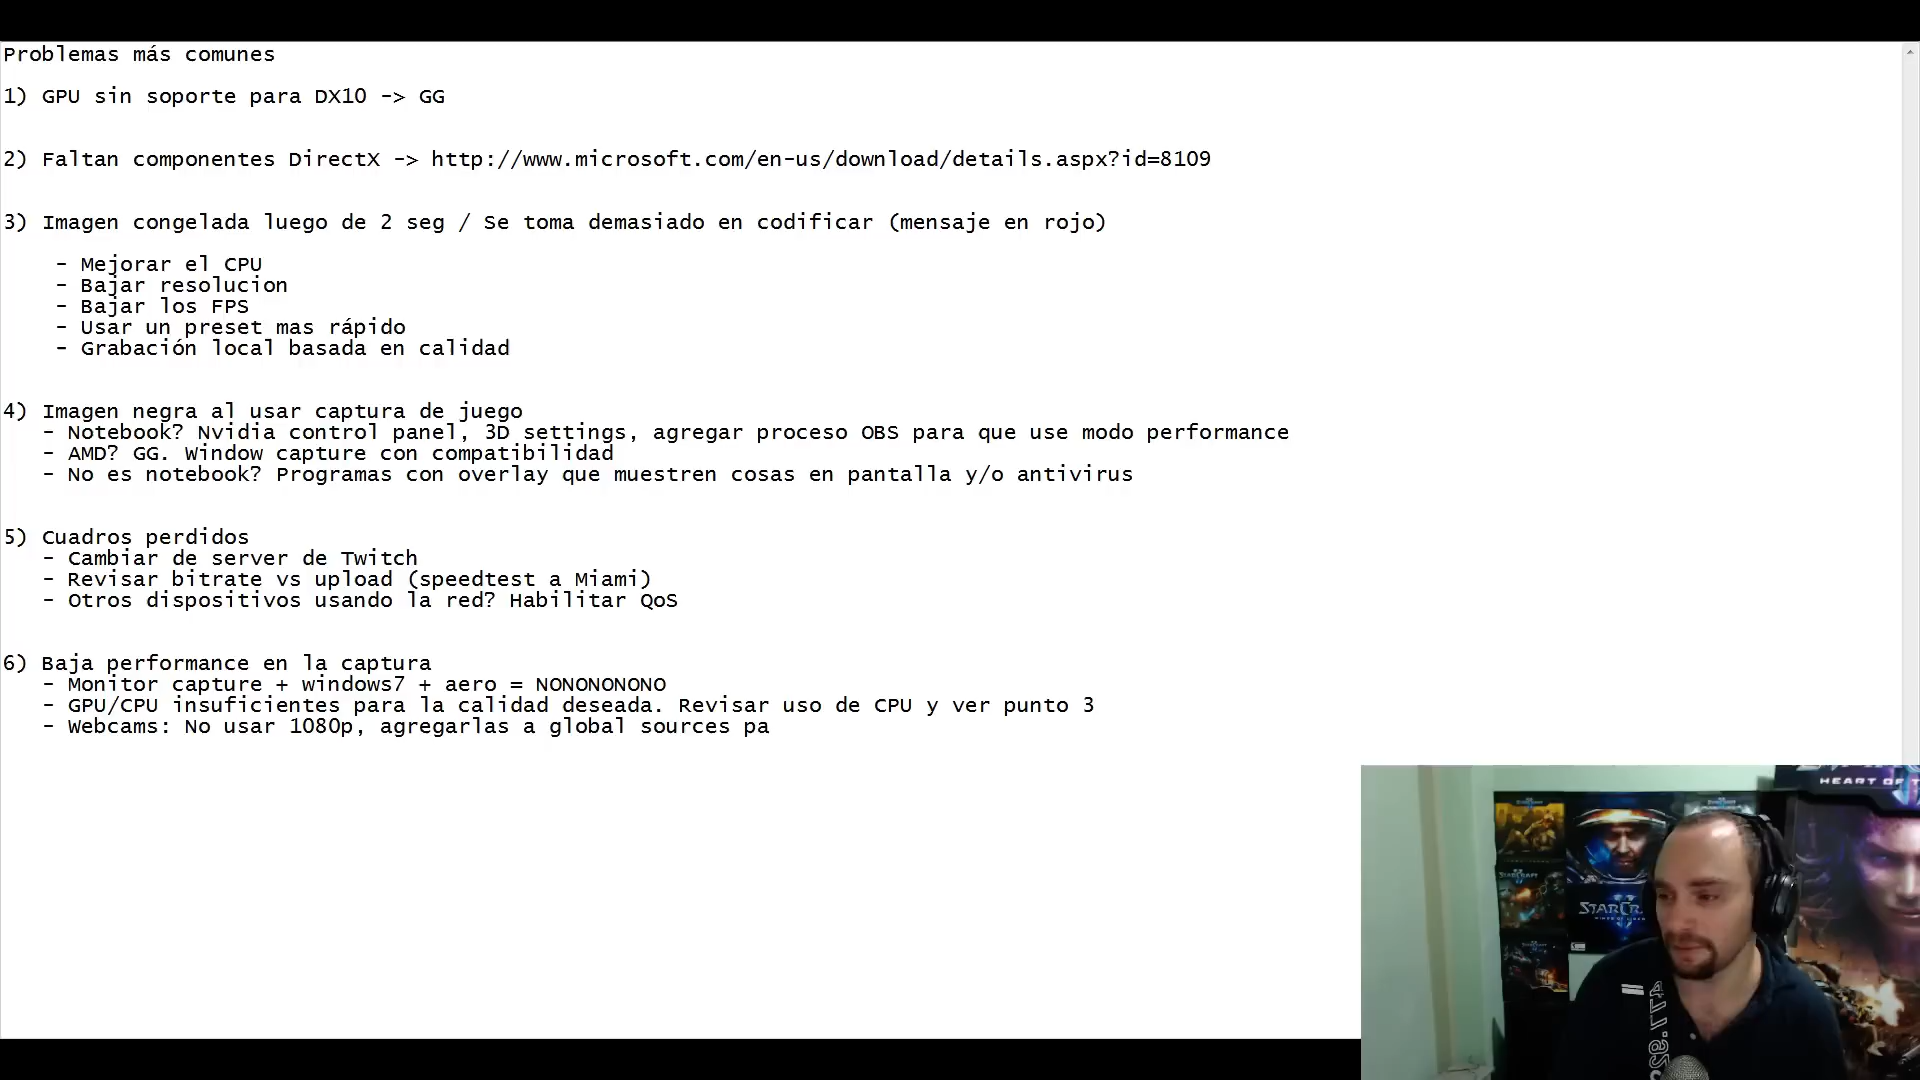 Problemas más comunes
1) GPU sin soporte para DX10 -> GG
2) Faltan componentes DirectX -> http://www.microsoft.com/en-us/download/details.aspx?id=8109
3) Imagen congelada luego de 2 seg / Se toma demasiado en codificar (mensaje en rojo)
- Mejorar el CPU
- Bajar resolucion
- Bajar los FPS
- Usar un preset mas rápido
- Grabación local basada en calidad
4) Imagen negra al usar captura de juego
- Notebook? Nvidia control panel, 3D settings, agregar proceso OBS para que use modo performance
- AMD? GG. Window capture con compatibilidad
- No es notebook? Programas con overlay que muestren cosas en pantalla y/o antivirus
5) Cuadros perdidos
- Cambiar de server de Twitch
- Revisar bitrate vs upload (speedtest a Miami)
- Otros dispositivos usando la red? Habilitar QoS
6) Baja performance en la captura
- Monitor capture + windows7 + aero = NONONONONO
- GPU/CPU insuficientes para la calidad deseada. Revisar uso de CPU y ver punto 3
- Webcams: No usar 1080p, agregarlas a global sources pa
HEART OF
STARCRAFT
STARCR